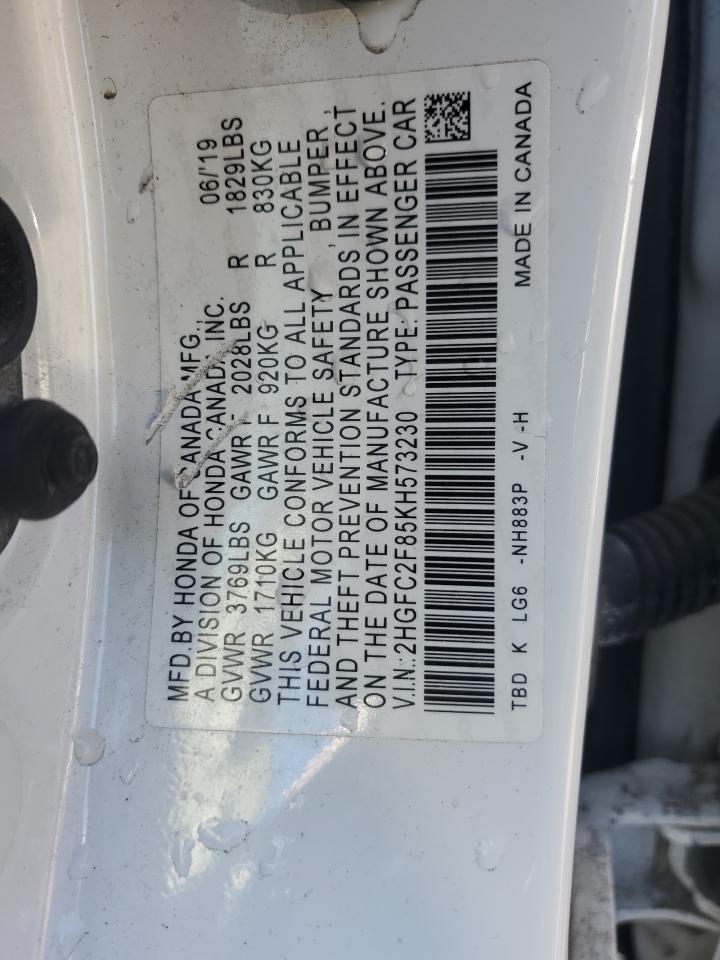 MFD. BY HONDA OF CANADA MFG., 06/'19
A DIVISION OF HONDA CANADA INC.
GVWR 3769LBS GAWR F 2028LBS R 1829LBS
GVWR 1710KG GAWR F 920KG R 830KG
THIS VEHICLE CONFORMS TO ALL APPLICABLE
FEDERAL MOTOR VEHICLE SAFETY, BUMPER
AND THEFT PREVENTION STANDARDS IN EFFECT
ON THE DATE OF MANUFACTURE SHOWN ABOVE.
V.I.N.: 2HGFC2F85KH573230 TYPE: PASSENGER CAR
TBD K LG6 -NH883P -V -H MADE IN CANADA